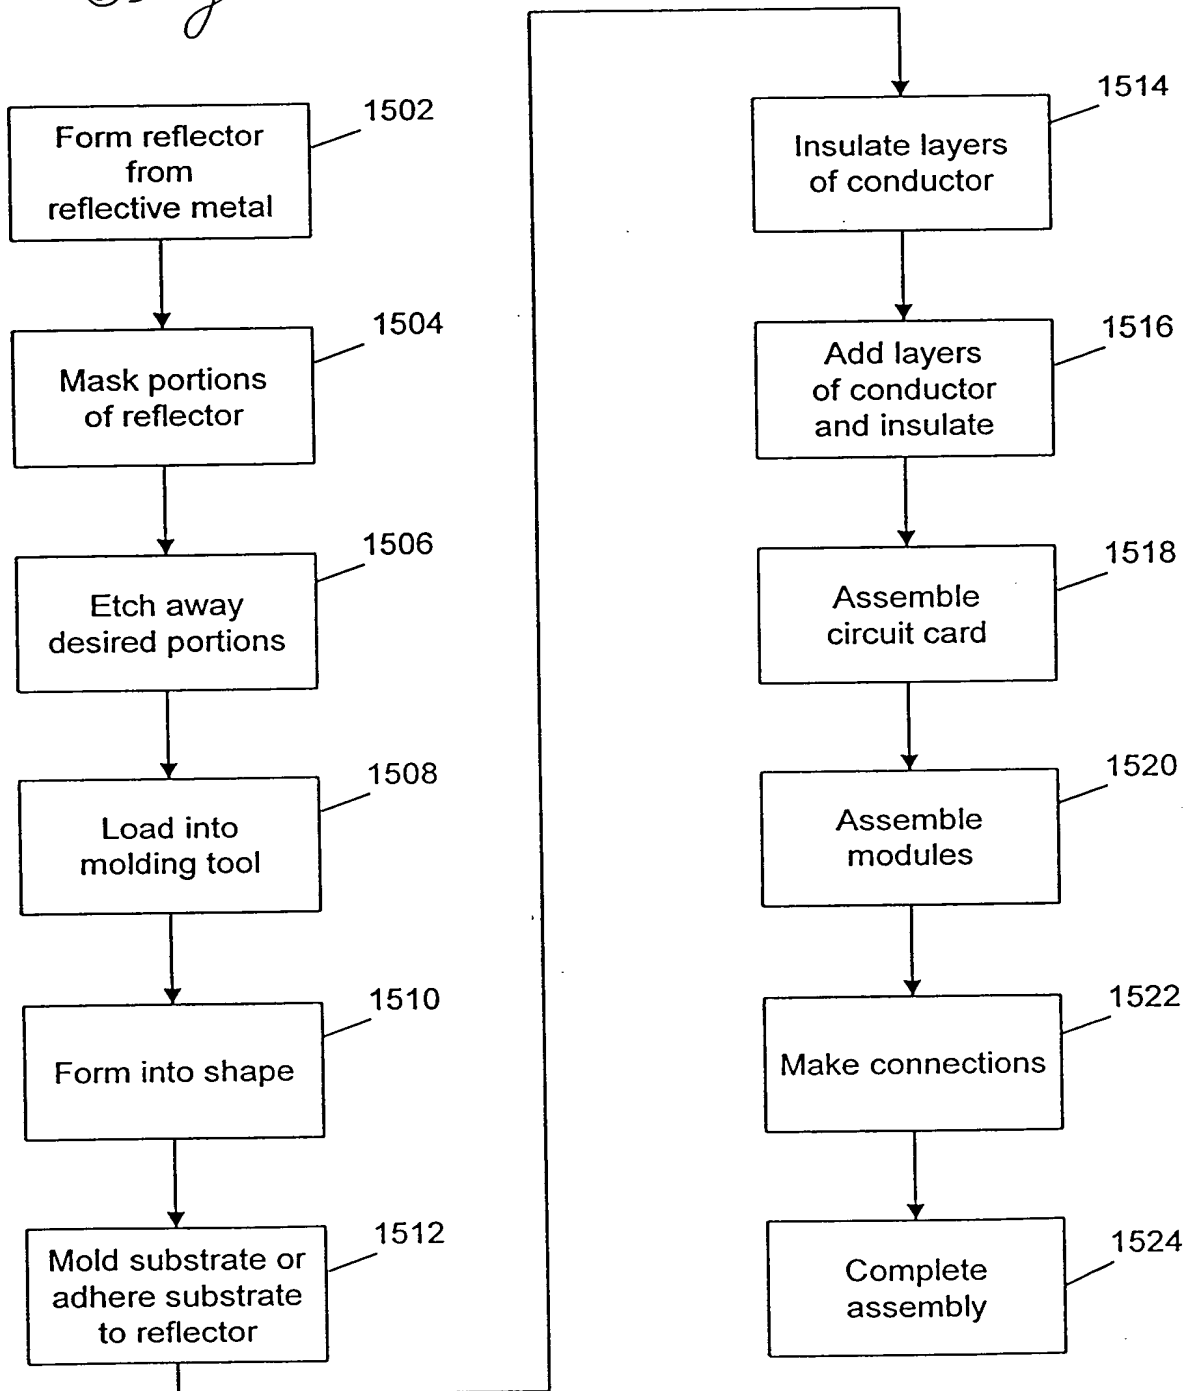 1502
Form reflector
from
reflective metal
1504
Mask portions
of reflector
1506
Etch away
desired portions
1508
Load into
molding tool
1510
Form into shape
1512
Mold substrate or
adhere substrate
to reflector
1514
Insulate layers
of conductor
1516
Add layers
of conductor
and insulate
1518
Assemble
circuit card
1520
Assemble
modules
1522
Make connections
1524
Complete
assembly